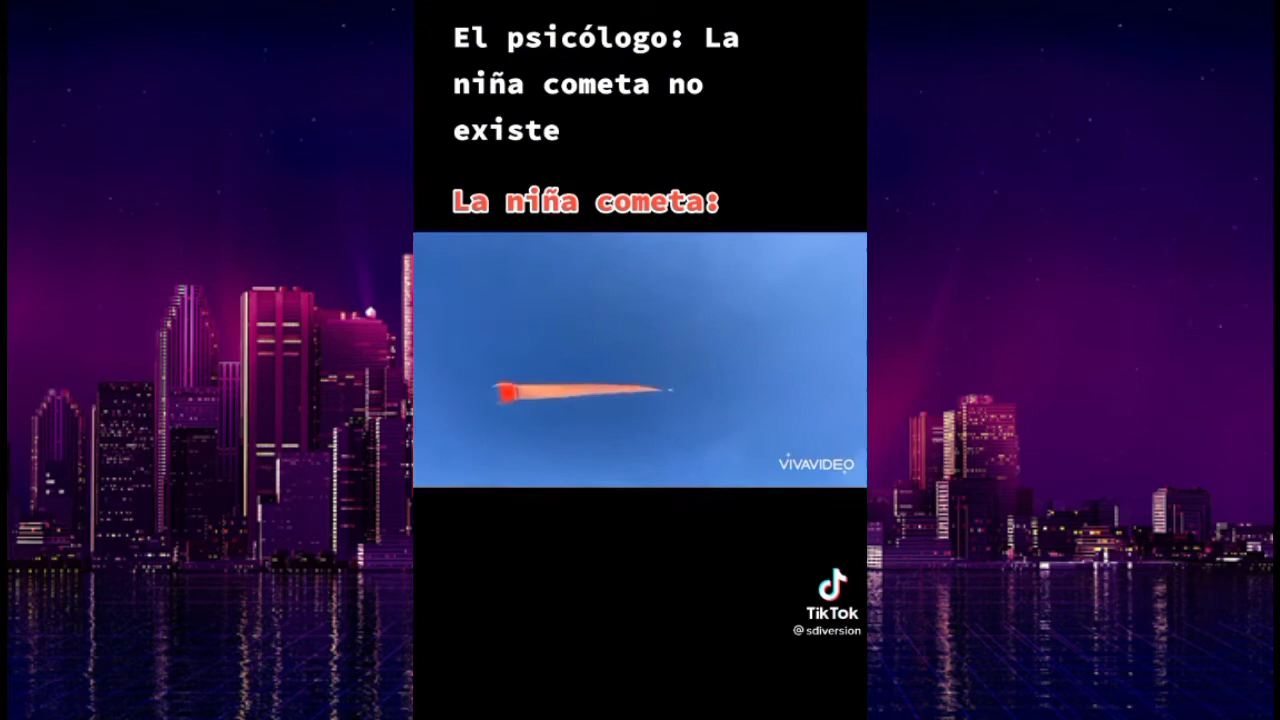 El psicólogo: La
niña cometa no
existe
La niña cometa:
VIVAVIDEO
TikTok
@sdiversion